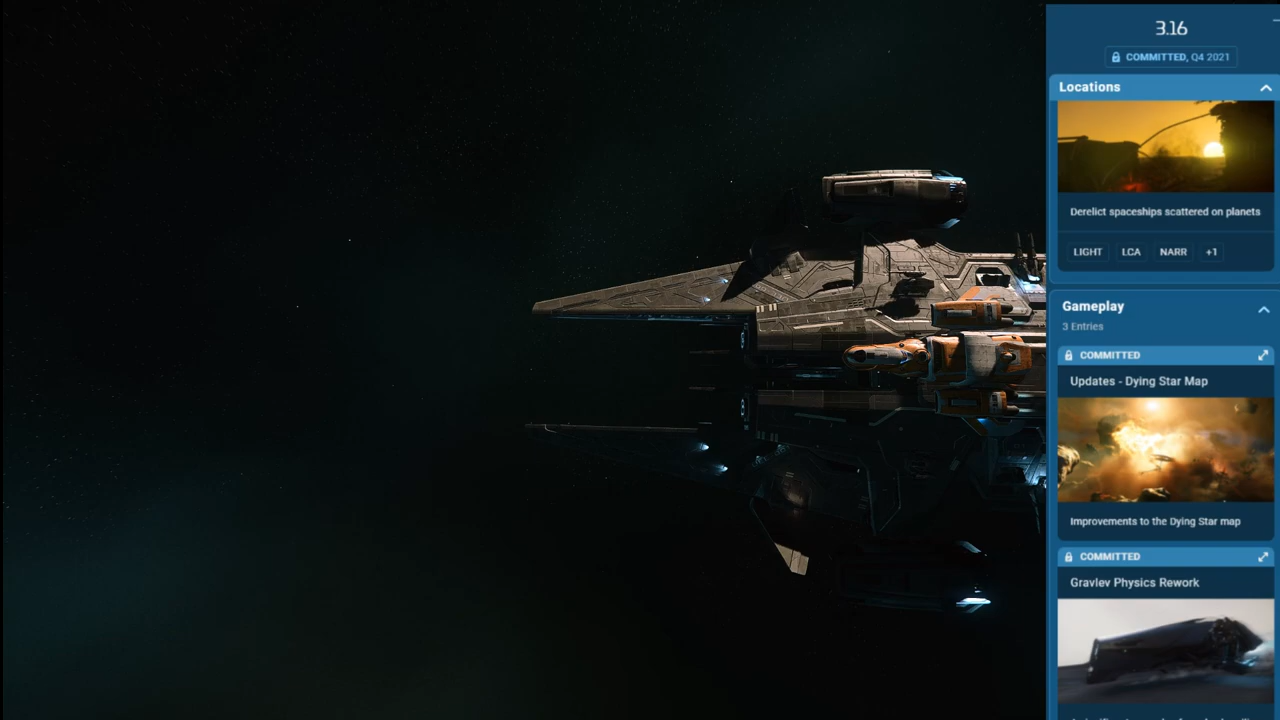 3.16
COMMITTED, Q4 2021
Locations
Derelict spaceships scattered on planets
LIGHT LCA NARR +1
Gameplay
3 Entries
COMMITTED
Updates - Dying Star Map
Improvements to the Dying Star map
COMMITTED
Gravlev Physics Rework